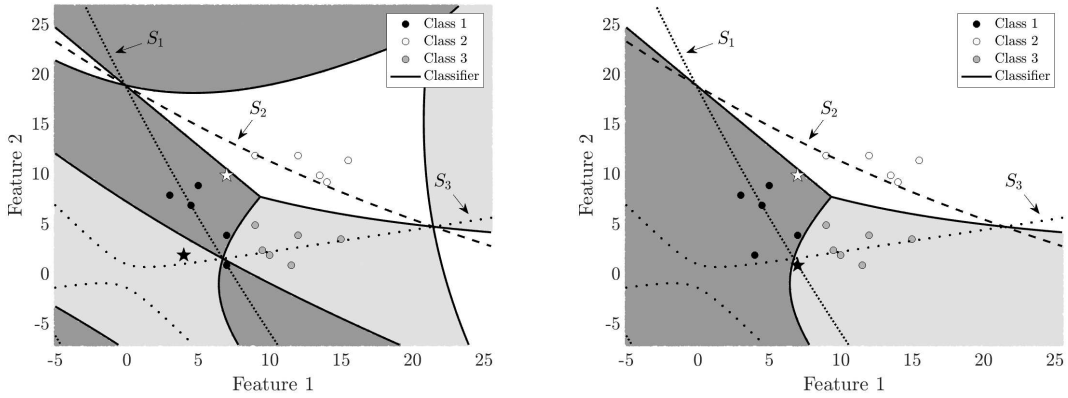 25
20
15
10
5
0
-5
Feature 2
-5 0 5 10 15 20 25
Feature 1
S1
S2
S3
Class 1
Class 2
Class 3
Classifier
25
20
15
10
5
0
-5
Feature 2
-5 0 5 10 15 20 25
Feature 1
S1
S2
S3
Class 1
Class 2
Class 3
Classifier